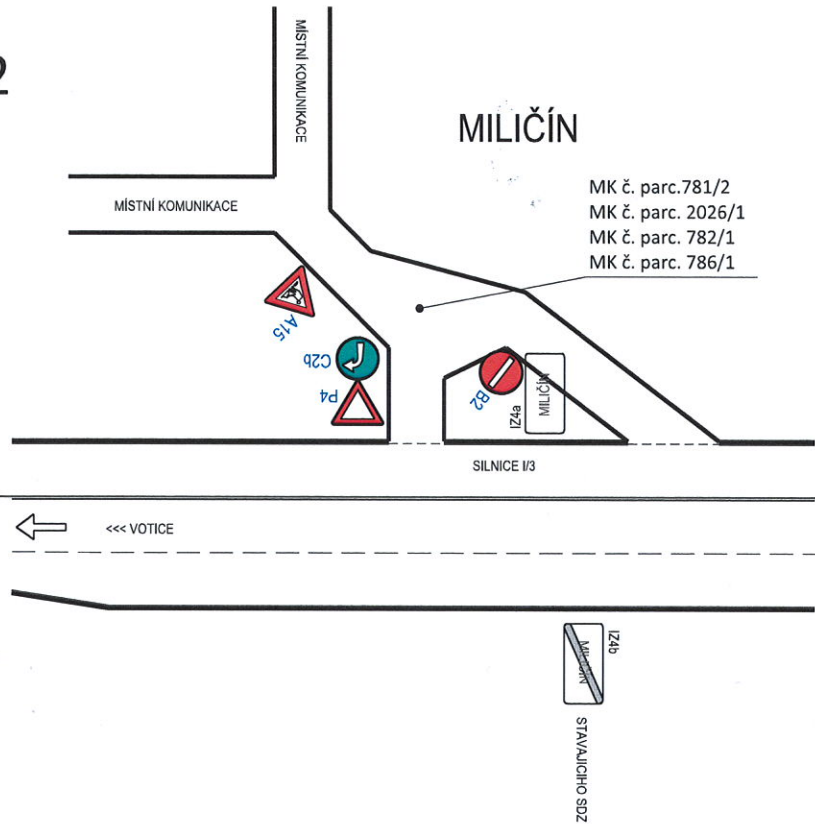 2
MÍSTNÍ KOMUNIKACE
MILIČÍN
MK č. parc.781/2
MK č. parc. 2026/1
MK č. parc. 782/1
MK č. parc. 786/1
MÍSTNÍ KOMUNIKACE
A15
C2b
P4
B2
IZ4a
MILIČÍN
SILNICE I/3
<<< VOTICE
IZ4b
MILIČÍN
STAVAJICIHO SDZ